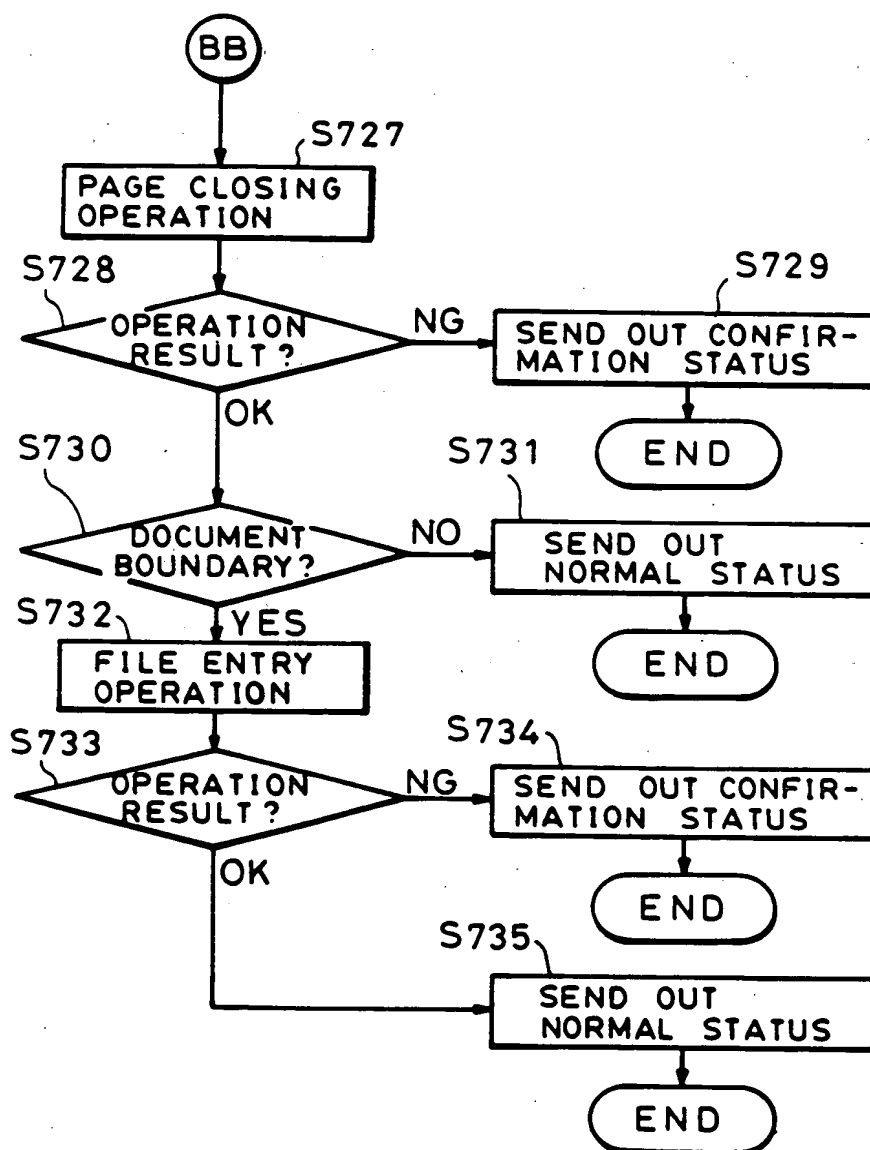 BB
S727
PAGE CLOSING
OPERATION
S728
OPERATION
RESULT?
NG
S729
SEND OUT CONFIR-
MATION STATUS
END
OK
S730
DOCUMENT
BOUNDARY?
NO
S731
SEND OUT
NORMAL STATUS
END
YES
S732
FILE ENTRY
OPERATION
S733
OPERATION
RESULT?
NG
S734
SEND OUT CONFIR-
MATION STATUS
END
OK
S735
SEND OUT
NORMAL STATUS
END